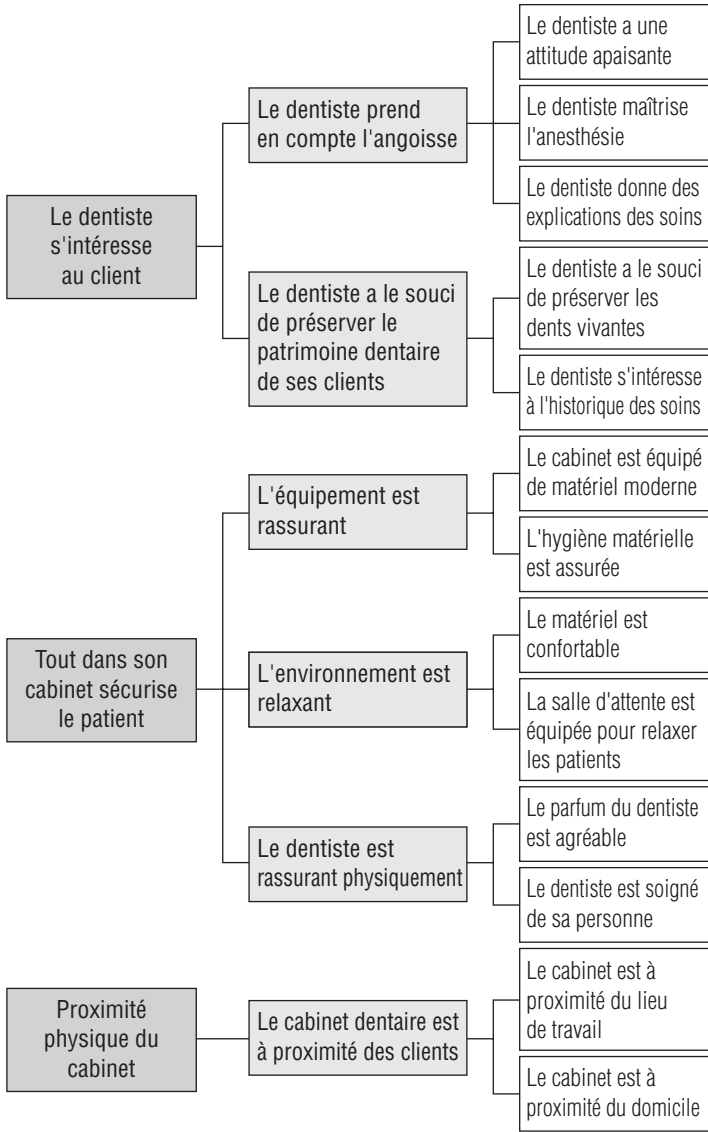 Le dentiste
s'intéresse
au client
Le dentiste prend
en compte l'angoisse
Le dentiste a une
attitude apaisante
Le dentiste maîtrise
l'anesthésie
Le dentiste donne des
explications des soins
Le dentiste a le souci
de préserver le
patrimoine dentaire
de ses clients
Le dentiste a le souci
de préserver les
dents vivantes
Le dentiste s'intéresse
à l'historique des soins
Tout dans son
cabinet sécurise
le patient
L'équipement est
rassurant
Le cabinet est équipé
de matériel moderne
L'hygiène matérielle
est assurée
L'environnement est
relaxant
Le matériel est
confortable
La salle d'attente est
équipée pour relaxer
les patients
Le dentiste est
rassurant physiquement
Le parfum du dentiste
est agréable
Le dentiste est soigné
de sa personne
Proximité
physique du
cabinet
Le cabinet dentaire est
à proximité des clients
Le cabinet est à
proximité du lieu
de travail
Le cabinet est à
proximité du domicile